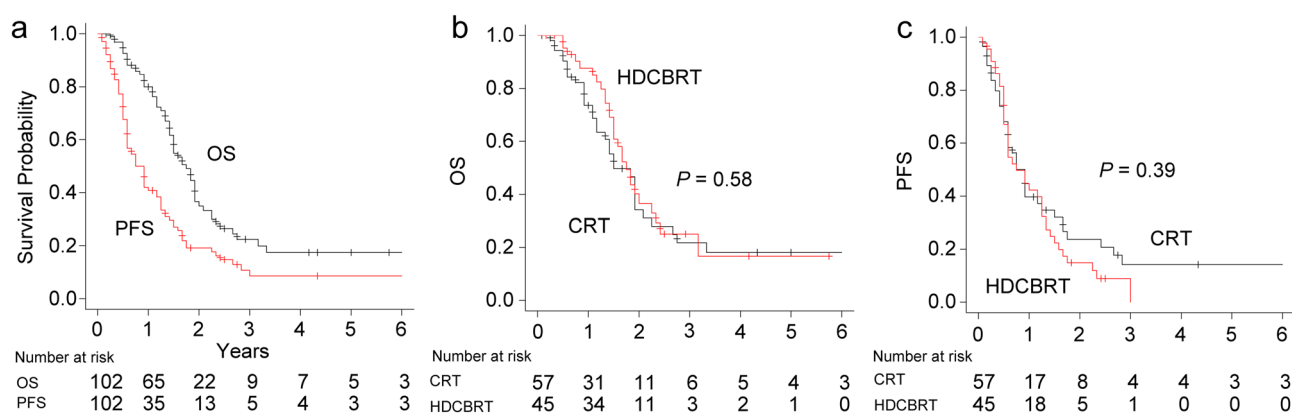 a
Survival Probability
1.0
0.8
0.6
0.4
0.2
0.0
OS
PFS
0 1 2 3 4 5 6
Years
Number at risk
OS 102 65 22 9 7 5 3
PFS 102 35 13 5 4 3 3
b
OS
1.0
0.8
0.6
0.4
0.2
0.0
HDCBRT
P = 0.58
CRT
0 1 2 3 4 5 6
Number at risk
CRT 57 31 11 6 5 4 3
HDCBRT 45 34 11 3 2 1 0
c
PFS
1.0
0.8
0.6
0.4
0.2
0.0
P = 0.39
CRT
HDCBRT
0 1 2 3 4 5 6
Number at risk
CRT 57 17 8 4 4 3 3
HDCBRT 45 18 5 1 0 0 0